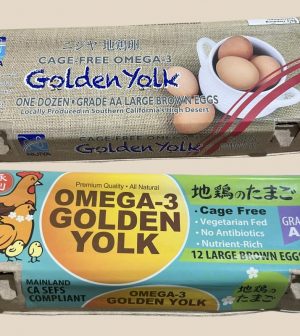 ニジヤ 地鶏卵
CAGE-FREE OMEGA-3
Golden Yolk
ONE DOZEN • GRADE AA LARGE BROWN EGGS
Locally Produced in Southern California's High Desert
CAGE-FREE OMEGA-3
Golden Yolk
NIJIYA
Premium Quality • All Natural
OMEGA-3
GOLDEN
YOLK
地鶏のたまご
• Cage Free
• Vegetarian Fed
• No Antibiotics
• Nutrient-Rich
12 LARGE BROWN EGGS
MAINLAND
CA SEFS
COMPLIANT
OMEGA-3
GOLDEN YOLK